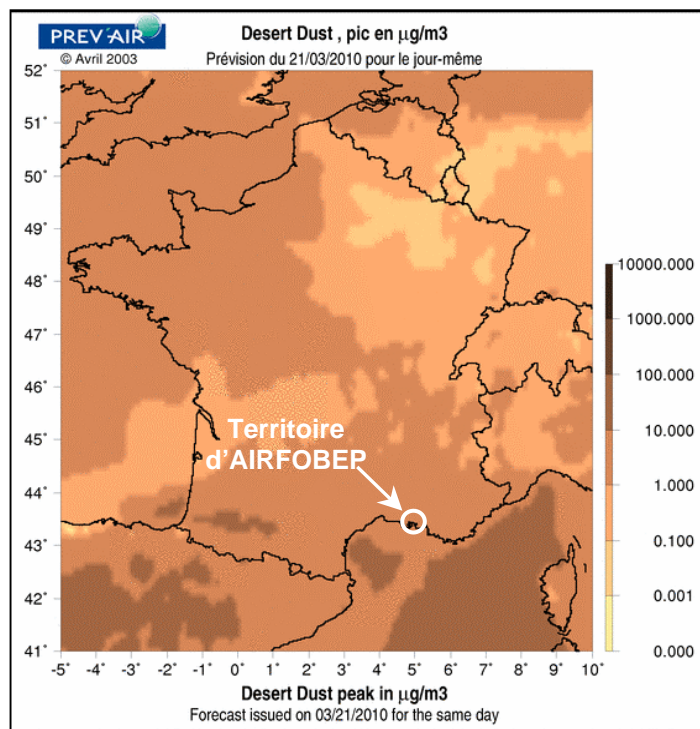 PREV'AIR
© Avril 2003
Desert Dust , pic en µg/m3
Prévision du 21/03/2010 pour le jour-même
52°
51°
50°
49°
48°
47°
46°
45°
44°
43°
42°
41°
-5° -4° -3° -2° -1° 0° 1° 2° 3° 4° 5° 6° 7° 8° 9° 10°
Territoire
d'AIRFOBEP
10000.000
1000.000
100.000
10.000
1.000
0.100
0.001
0.000
Desert Dust peak in µg/m3
Forecast issued on 03/21/2010 for the same day